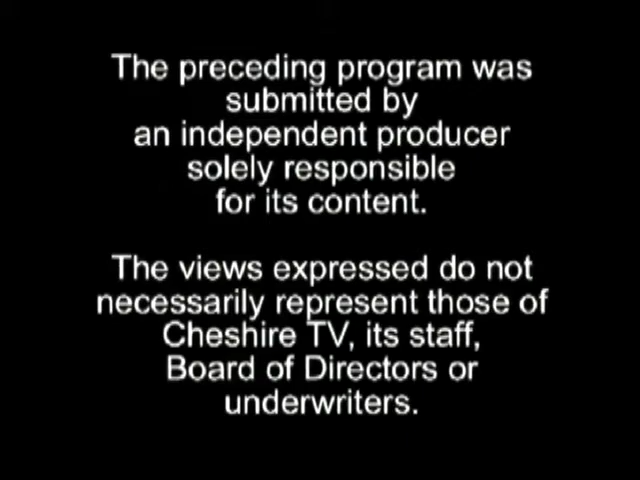 The preceding program was
submitted by
an independent producer
solely responsible
for its content.
The views expressed do not
necessarily represent those of
Cheshire TV, its staff,
Board of Directors or
underwriters.